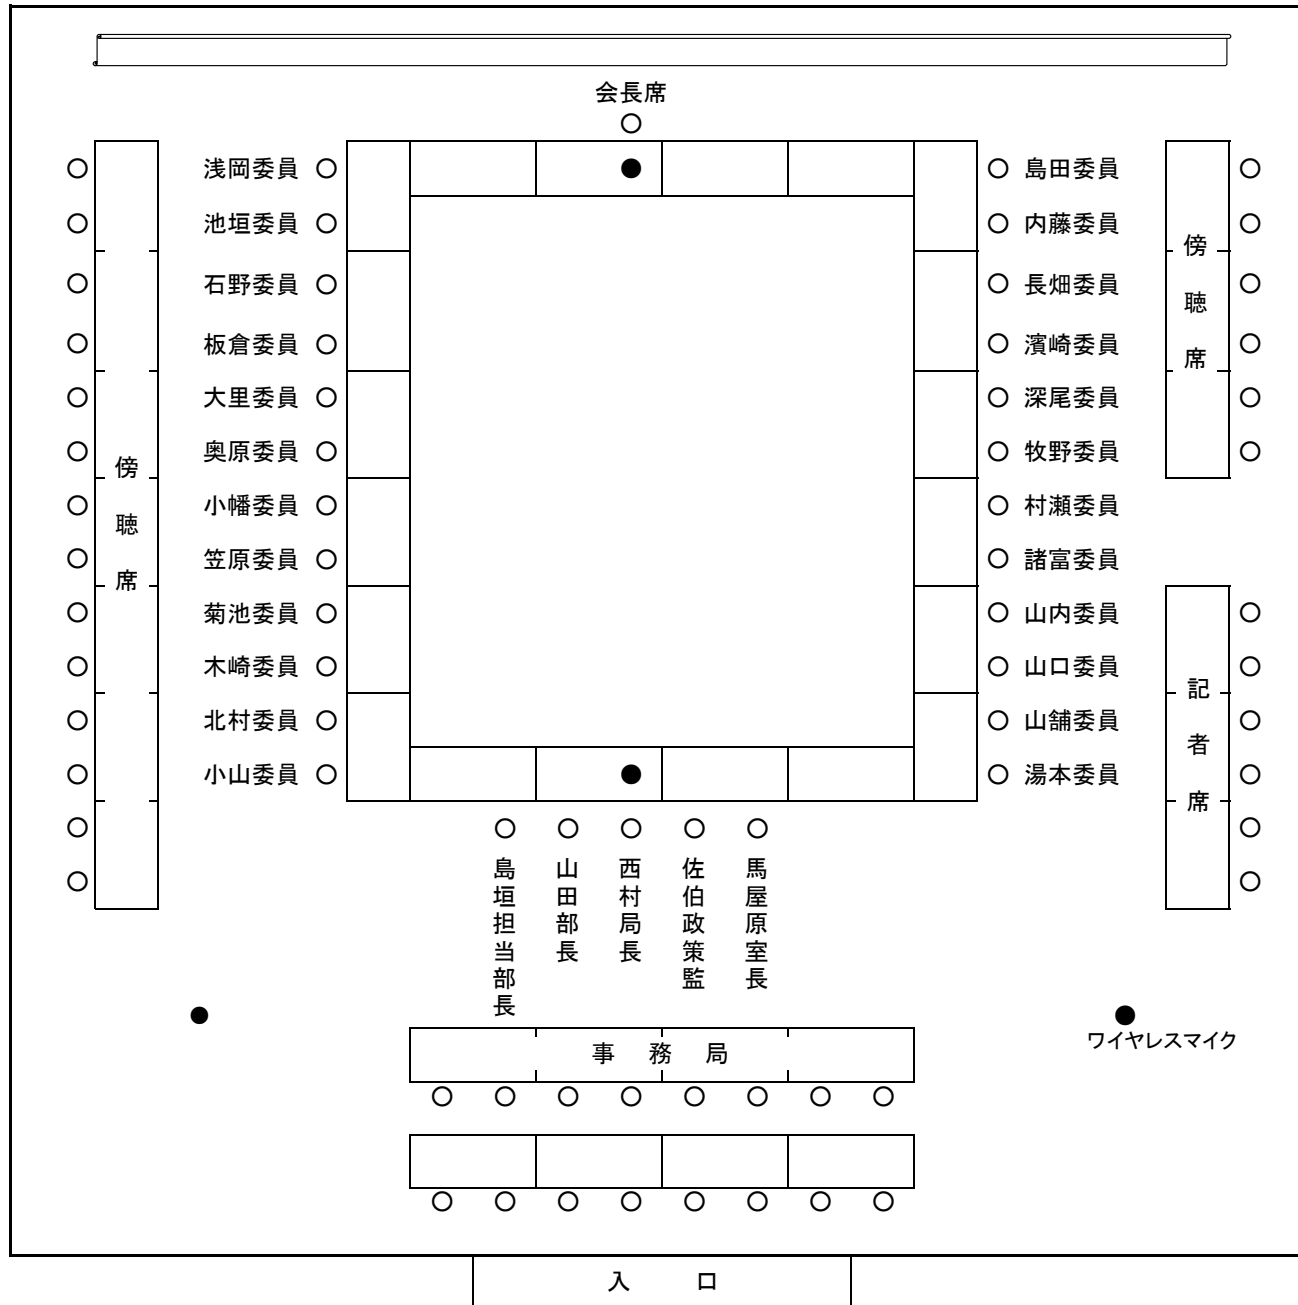 会長席
浅岡委員
池垣委員
石野委員
板倉委員
大里委員
奥原委員
小幡委員
笠原委員
菊池委員
木崎委員
北村委員
小山委員
島田委員
内藤委員
長畑委員
濱崎委員
深尾委員
牧野委員
村瀬委員
諸富委員
山内委員
山口委員
山舗委員
湯本委員
傍聴席
傍聴席
記者席
島垣担当部長
山田部長
西村局長
佐伯政策監
馬屋原室長
ワイヤレスマイク
事務局
入口